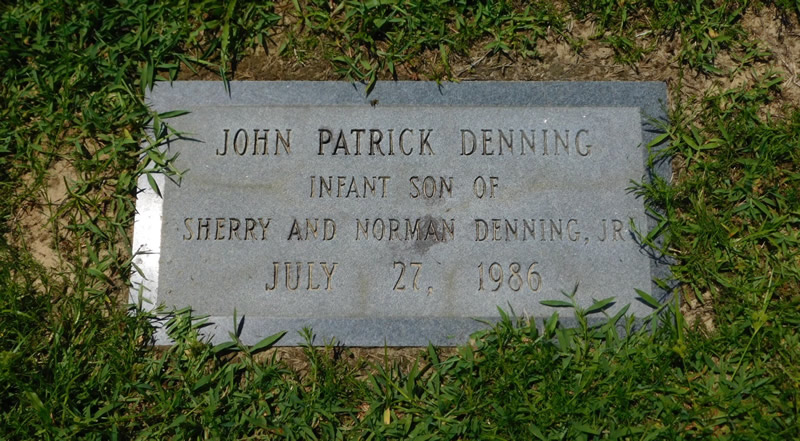 JOHN PATRICK DENNING
INFANT SON OF
SHERRY AND NORMAN DENNING, JR
JULY 27, 1986